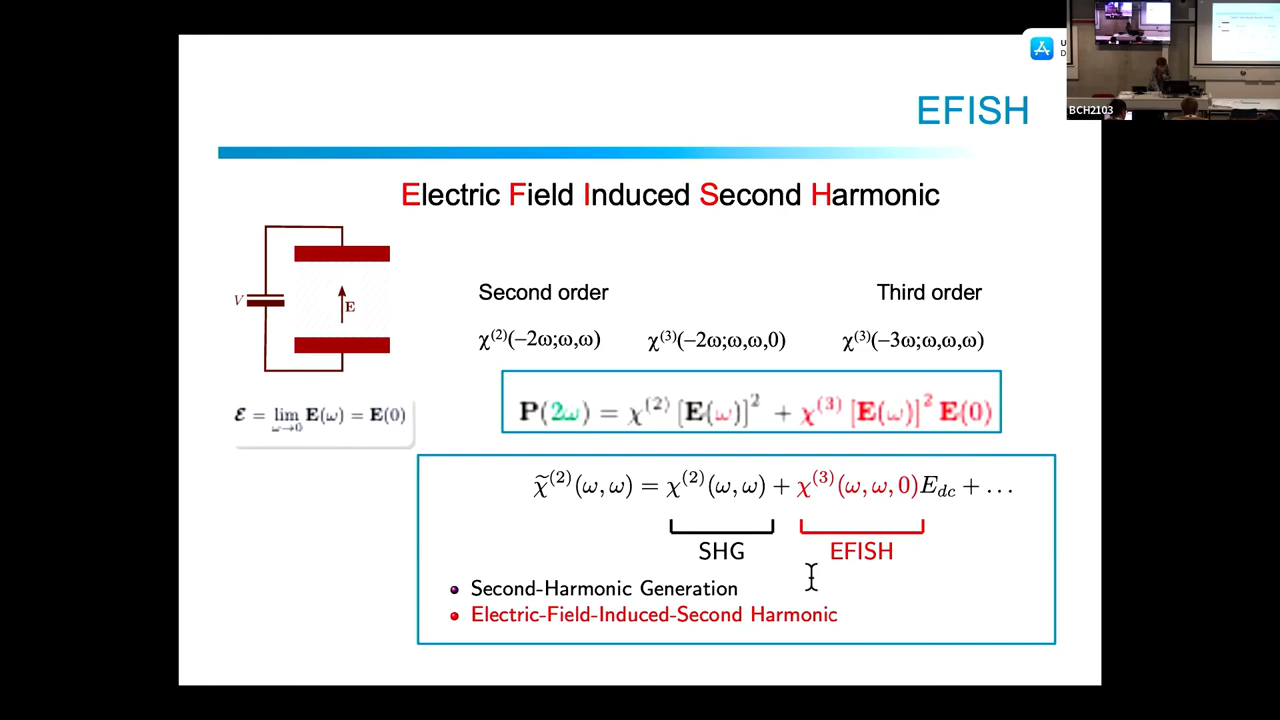 U
D
BCH2103
EFISH
Electric Field Induced Second Harmonic
V
E
Second order
Third order
χ⁽²⁾(−2ω;ω,ω)
χ⁽³⁾(−2ω;ω,ω,0)
χ⁽³⁾(−3ω;ω,ω,ω)
𝓔 = lim_{ω→0} E(ω) = E(0)
P(2ω) = χ⁽²⁾ [E(ω)]² + χ⁽³⁾ [E(ω)]² E(0)
χ̃⁽²⁾(ω, ω) = χ⁽²⁾(ω, ω) + χ⁽³⁾(ω, ω, 0)E_{dc} + …
SHG
EFISH
Second-Harmonic Generation
Electric-Field-Induced-Second Harmonic